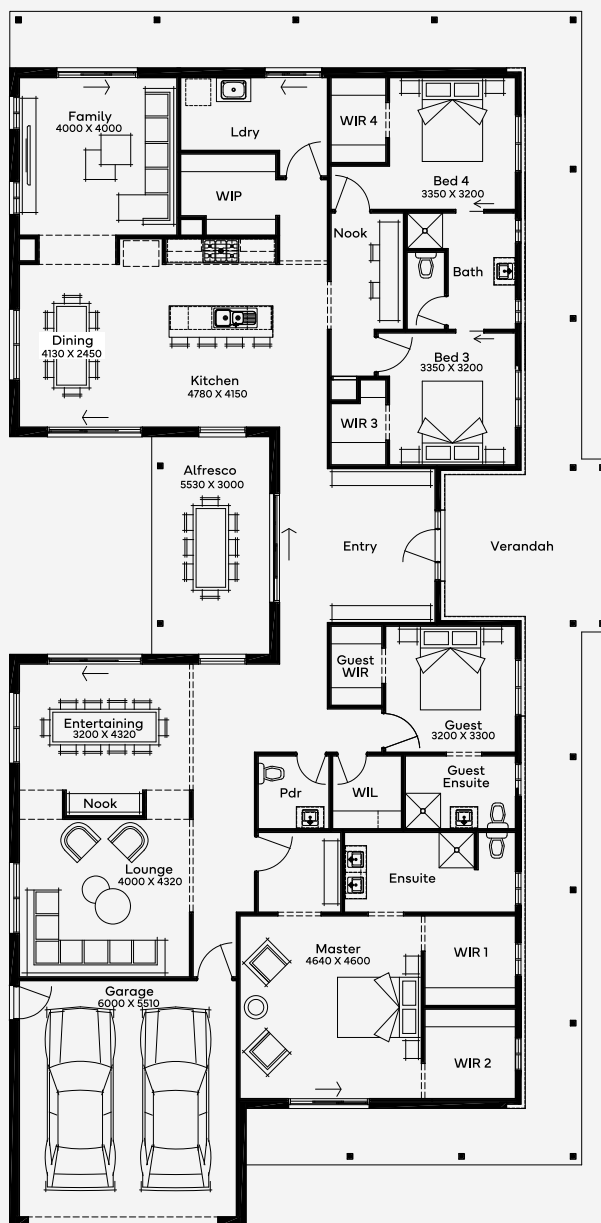 Family
4000 X 4000
Ldry
WIR 4
Bed 4
3350 X 3200
WIP
Nook
Bath
Dining
4130 X 2450
Kitchen
4780 X 4150
Bed 3
3350 X 3200
WIR 3
Alfresco
5530 X 3000
Entry
Verandah
Guest
WIR
Guest
3200 X 3300
Entertaining
3200 X 4320
Nook
Pdr
WIL
Guest
Ensuite
Lounge
4000 X 4320
Ensuite
Master
4640 X 4600
WIR 1
Garage
6000 X 5510
WIR 2